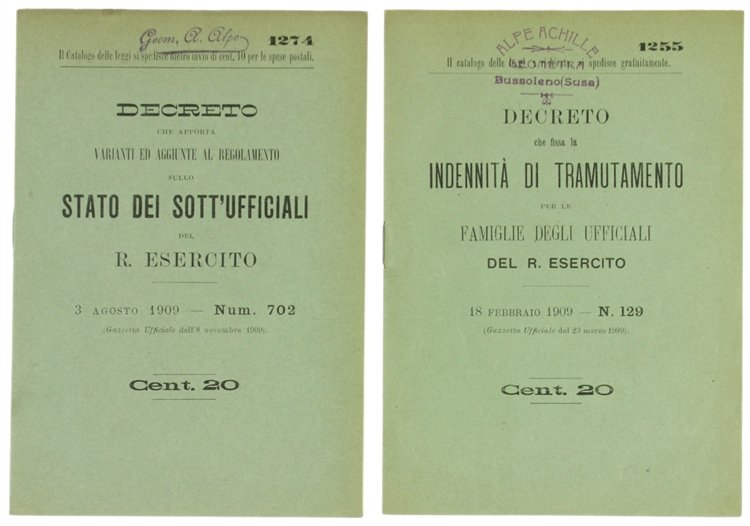 Geom. A. Alpe
1274
Il Catalogo delle leggi si spedisce dietro invio di cent. 10 per le spese postali.
DECRETO
CHE APPORTA
VARIANTI ED AGGIUNTE AL REGOLAMENTO
SULLO
STATO DEI SOTT'UFFICIALI
DEL
R. ESERCITO
3 AGOSTO 1909 — Num. 702
(Gazzetta Ufficiale dell'8 novembre 1909).
Cent. 20
ALPE ACHILLE
GEOMETRA
Bussoleno (Susa)
1255
Il catalogo delle leggi, a richiesta, si spedisce gratuitamente.
DECRETO
che fissa la
INDENNITÀ DI TRAMUTAMENTO
PER LE
FAMIGLIE DEGLI UFFICIALI
DEL R. ESERCITO
18 FEBBRAIO 1909 — N. 129
(Gazzetta Ufficiale del 23 marzo 1909).
Cent. 20